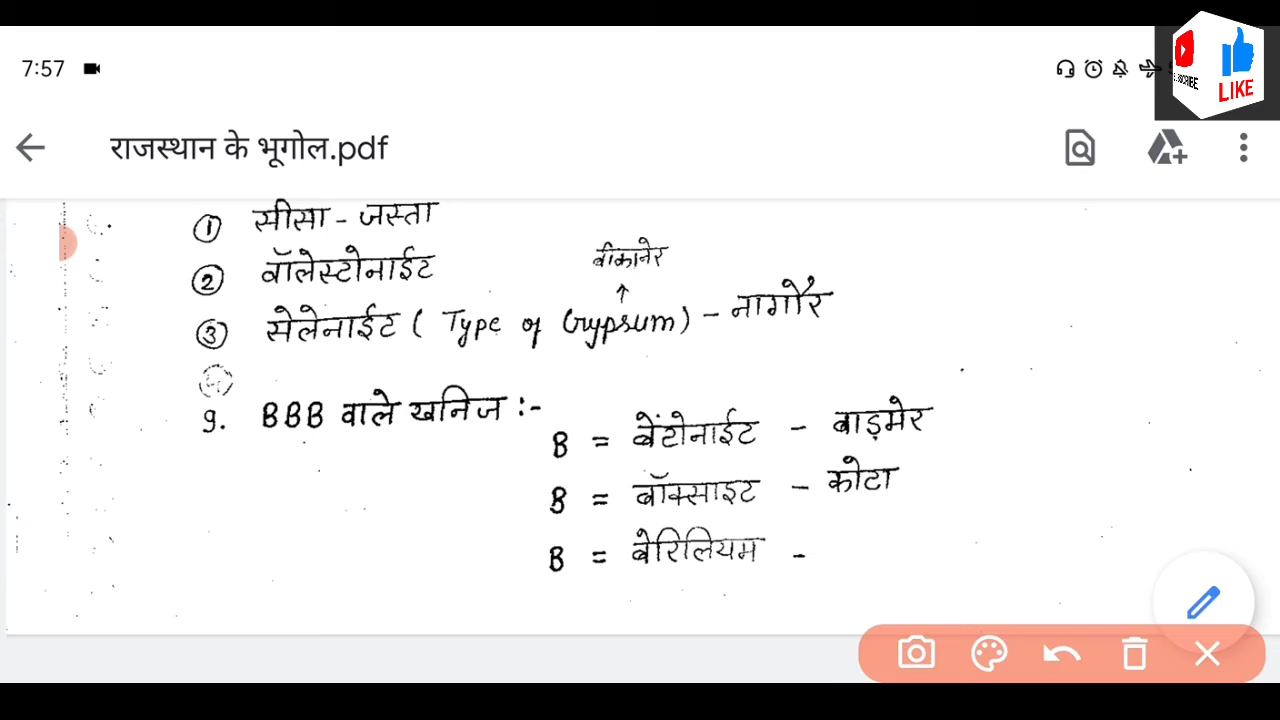 7:57
SUBSCRIBE
LIKE
राजस्थान के भूगोल.pdf
① सीसा - जस्ता
② वॉलेस्टोनाईट
बीकानेर
↑
③ सेलेनाईट ( Type of Gypsum) - नागौर
9. BBB वाले खनिज :-
B = बेंटोनाईट - बाड़मेर
B = बॉक्साइट - कोटा
B = बेरिलियम -